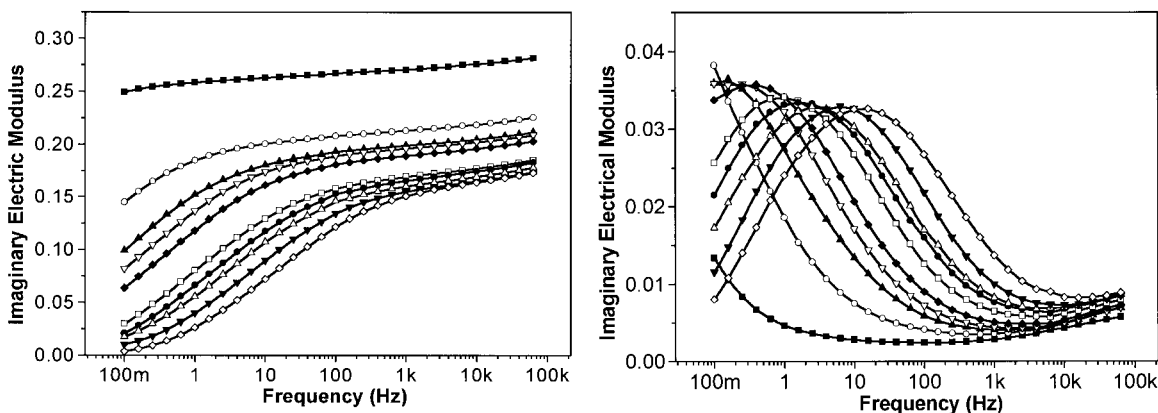 Imaginary Electric Modulus
0.30
0.25
0.20
0.15
0.10
0.05
0.00
100m 1 10 100 1k 10k 100k
Frequency (Hz)
Imaginary Electrical Modulus
0.04
0.03
0.02
0.01
0.00
100m 1 10 100 1k 10k 100k
Frequency (Hz)